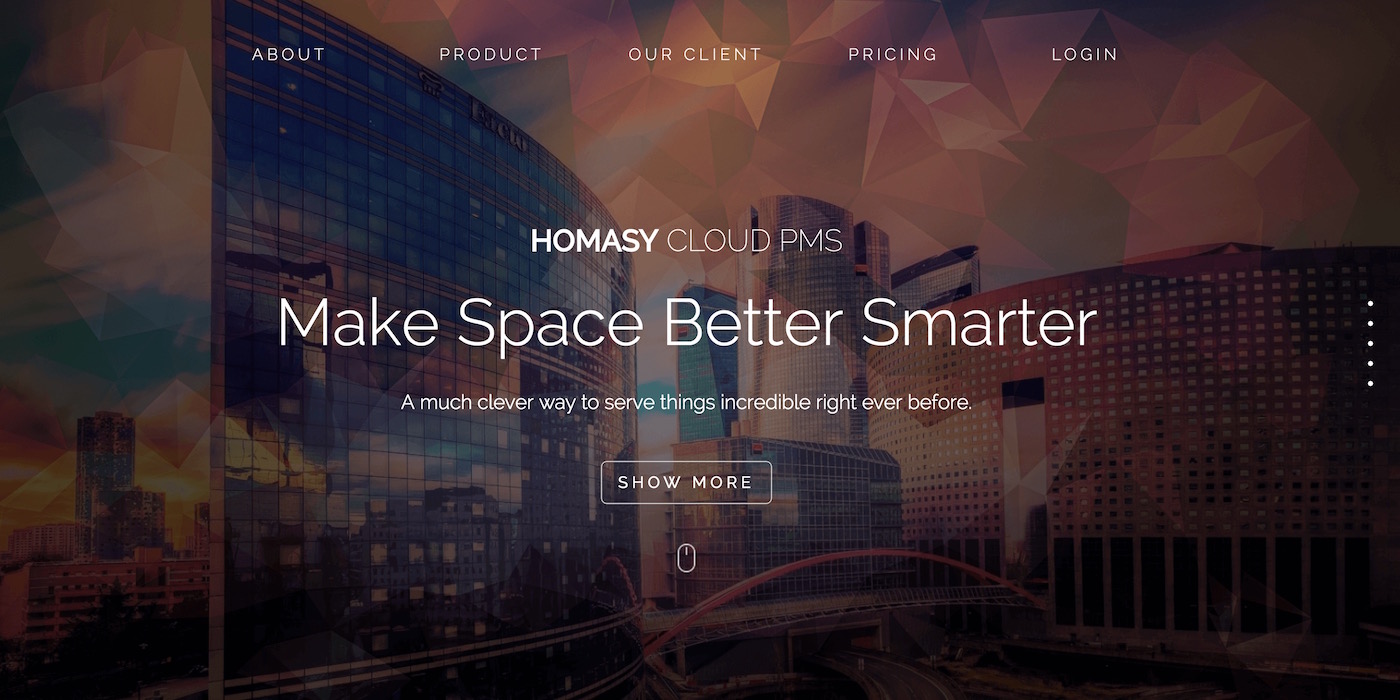 ABOUT PRODUCT OUR CLIENT PRICING LOGIN
HOMASY CLOUD PMS
Make Space Better Smarter
A much clever way to serve things incredible right ever before.
SHOW MORE